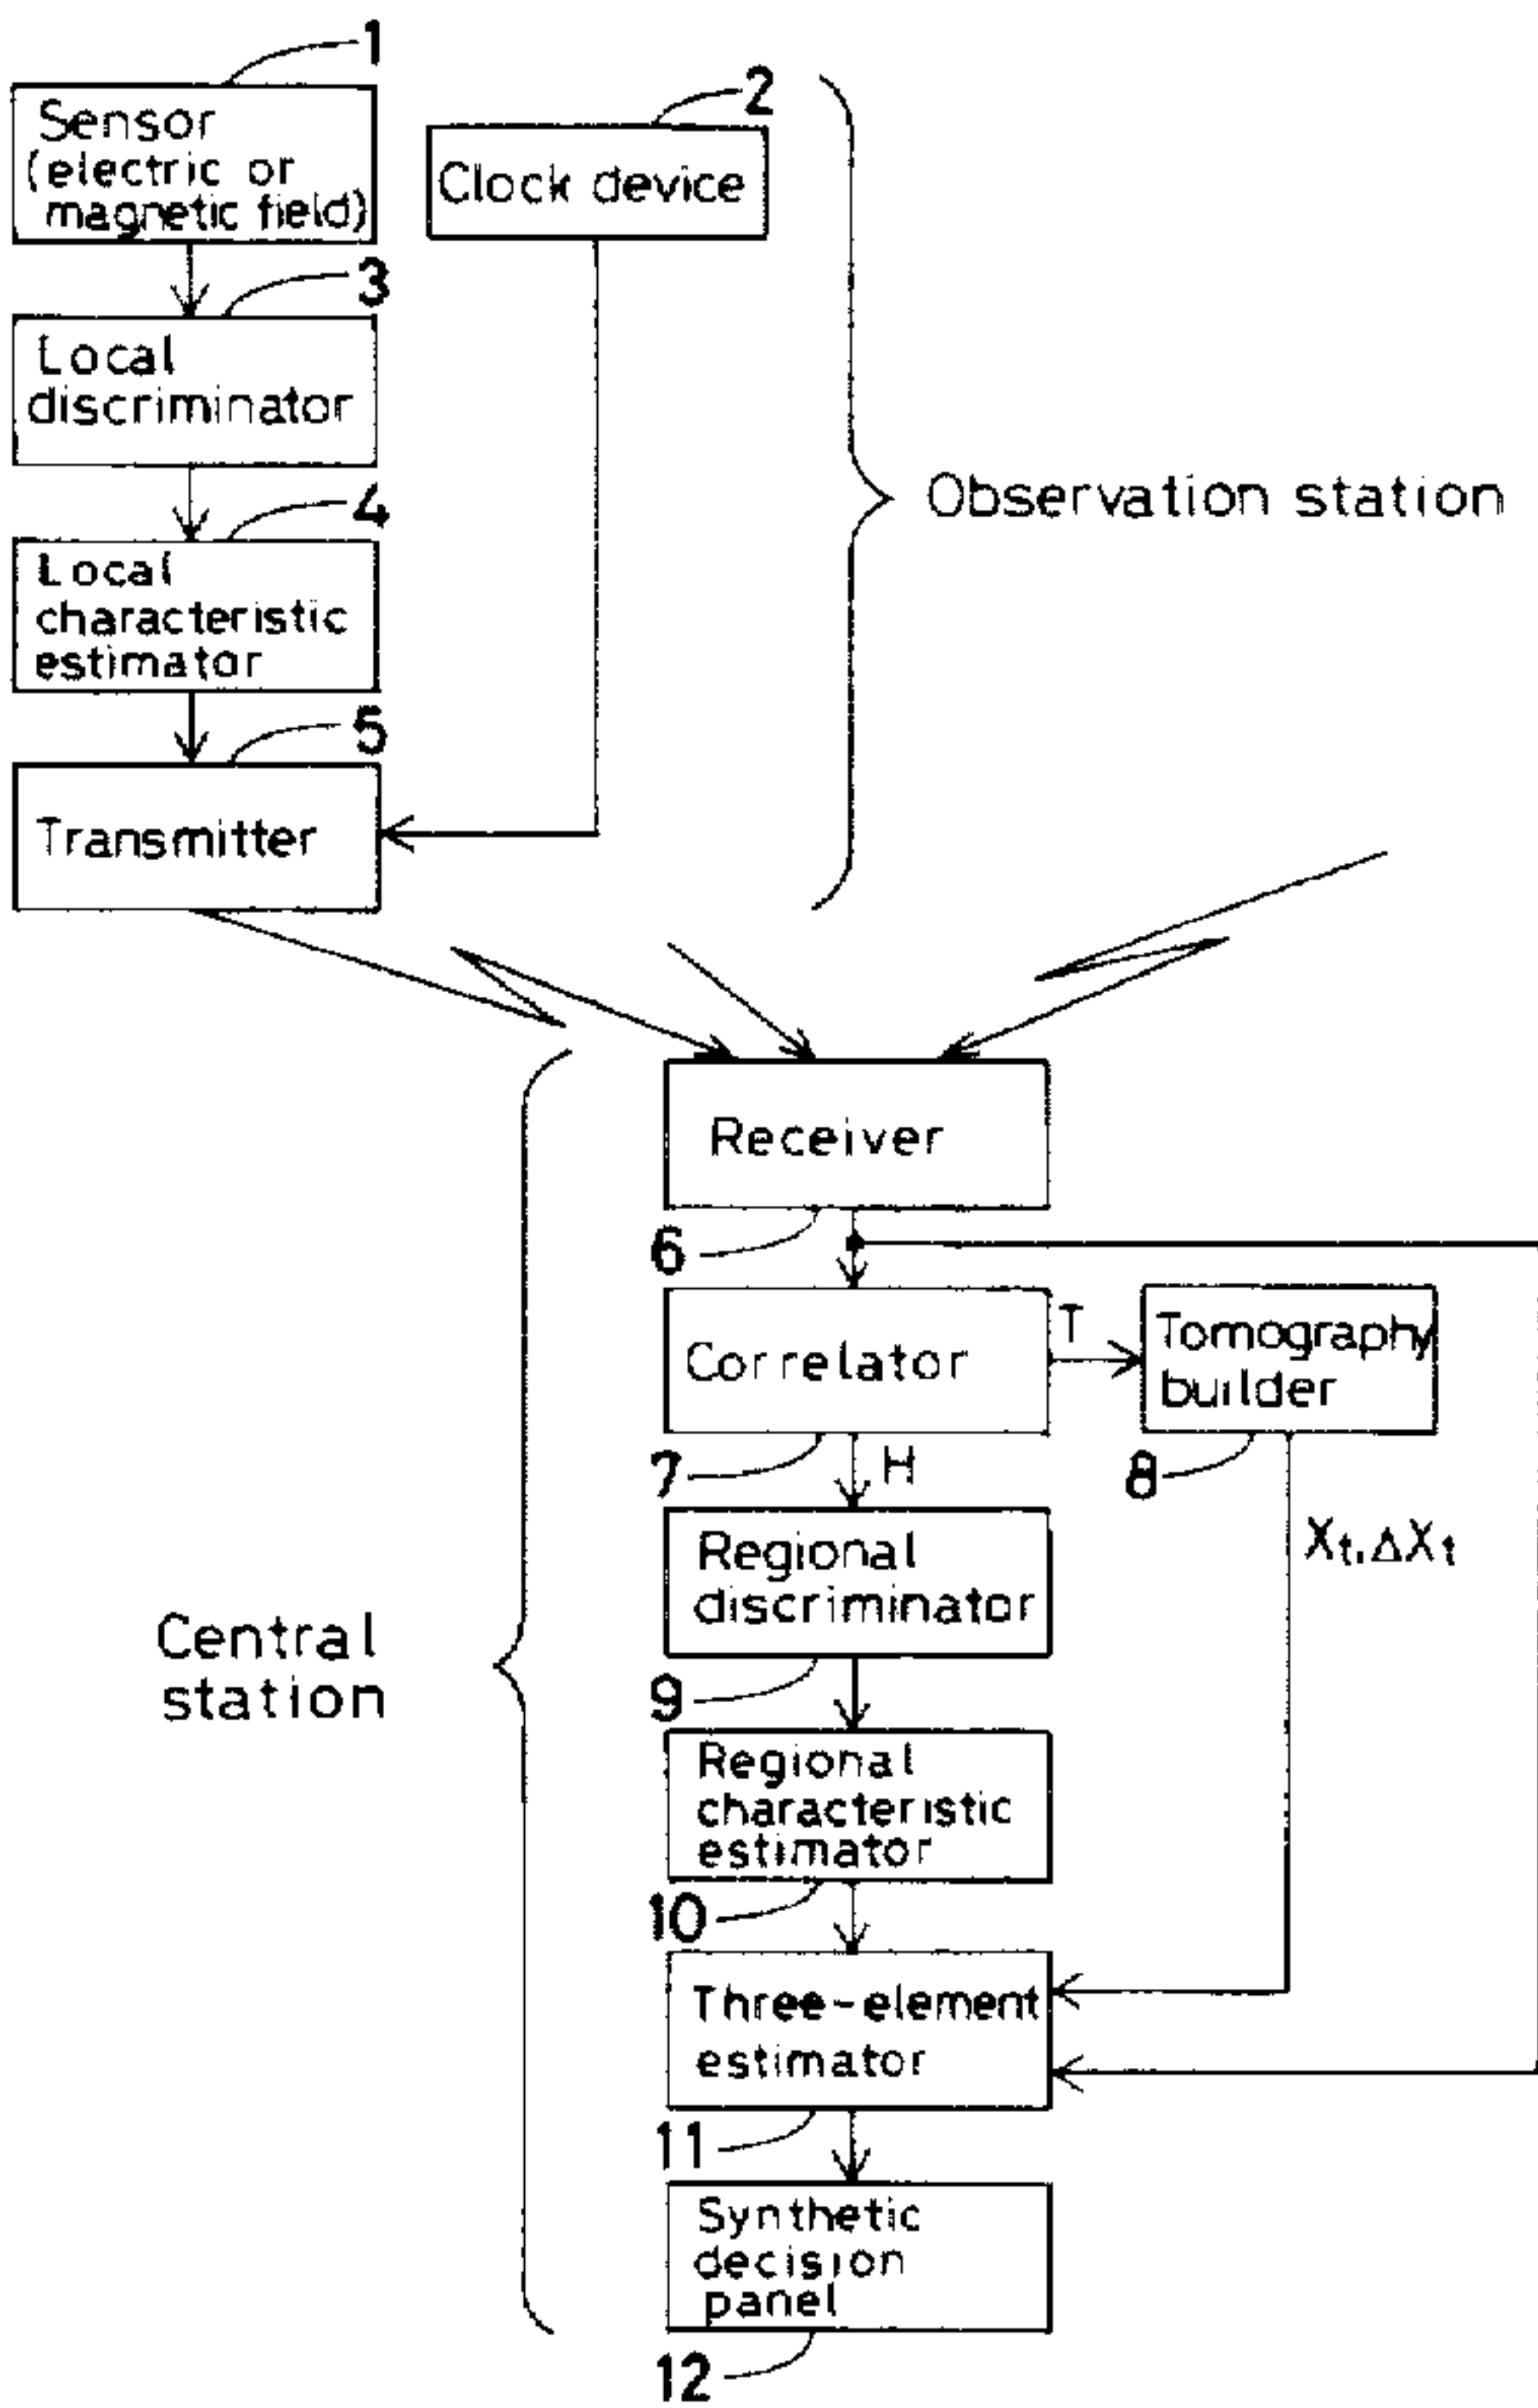 1
Sensor
(electric or
magnetic field)
2
Clock device
3
Local
discriminator
4
Local
characteristic
estimator
5
Transmitter
Observation station
Receiver
6
Correlator
T
Tomography
builder
7
H
8
Xt, ΔXt
Regional
discriminator
Central
station
9
Regional
characteristic
estimator
10
Three-element
estimator
11
Synthetic
decision
panel
12